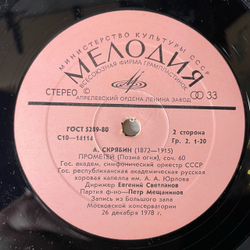 МИНИСТЕРСТВО КУЛЬТУРЫ СССР
МЕЛОДИЯ
ВСЕСОЮЗНАЯ ФИРМА ГРАМПЛАСТИНОК
СТЕРЕО
33
АПРЕЛЕВСКИЙ ОРДЕНА ЛЕНИНА ЗАВОД
ГОСТ 5289-80
С10—14114
2 сторона
Гр. 2. 1-20
А. СКРЯБИН (1872—1915)
ПРОМЕТЕЙ (Поэма огня), соч. 60
Гос. академ. симфонический оркестр СССР
Гос. республиканская академическая русская
хоровая капелла им. А. А. Юрлова
Дирижер Евгений Светланов
Партия ф-но— Петр Мещанинов
Запись из Большого зала
Московской консерватории
26 декабря 1978 г.